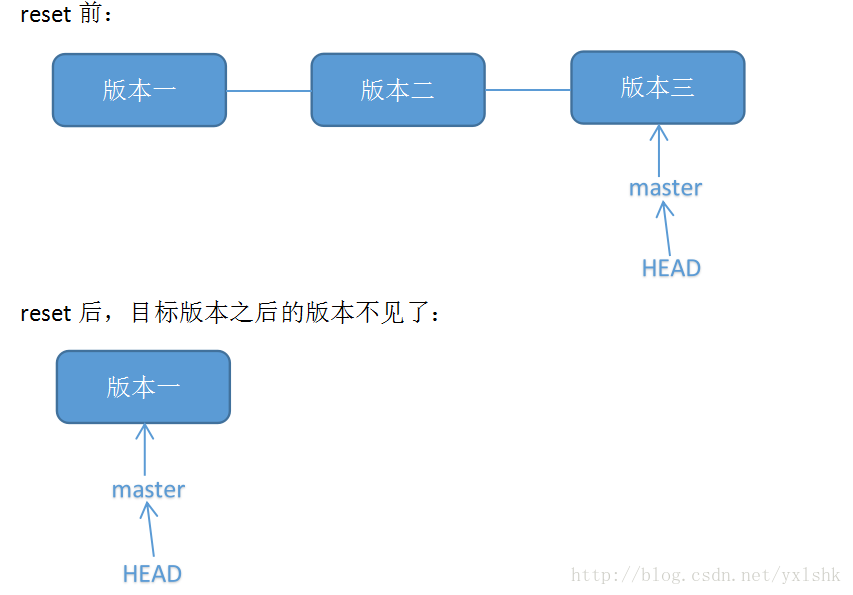 reset 前：
版本一 版本二 版本三
master
HEAD
reset 后，目标版本之后的版本不见了：
版本一
master
HEAD
http://blog.csdn.net/yxlshk